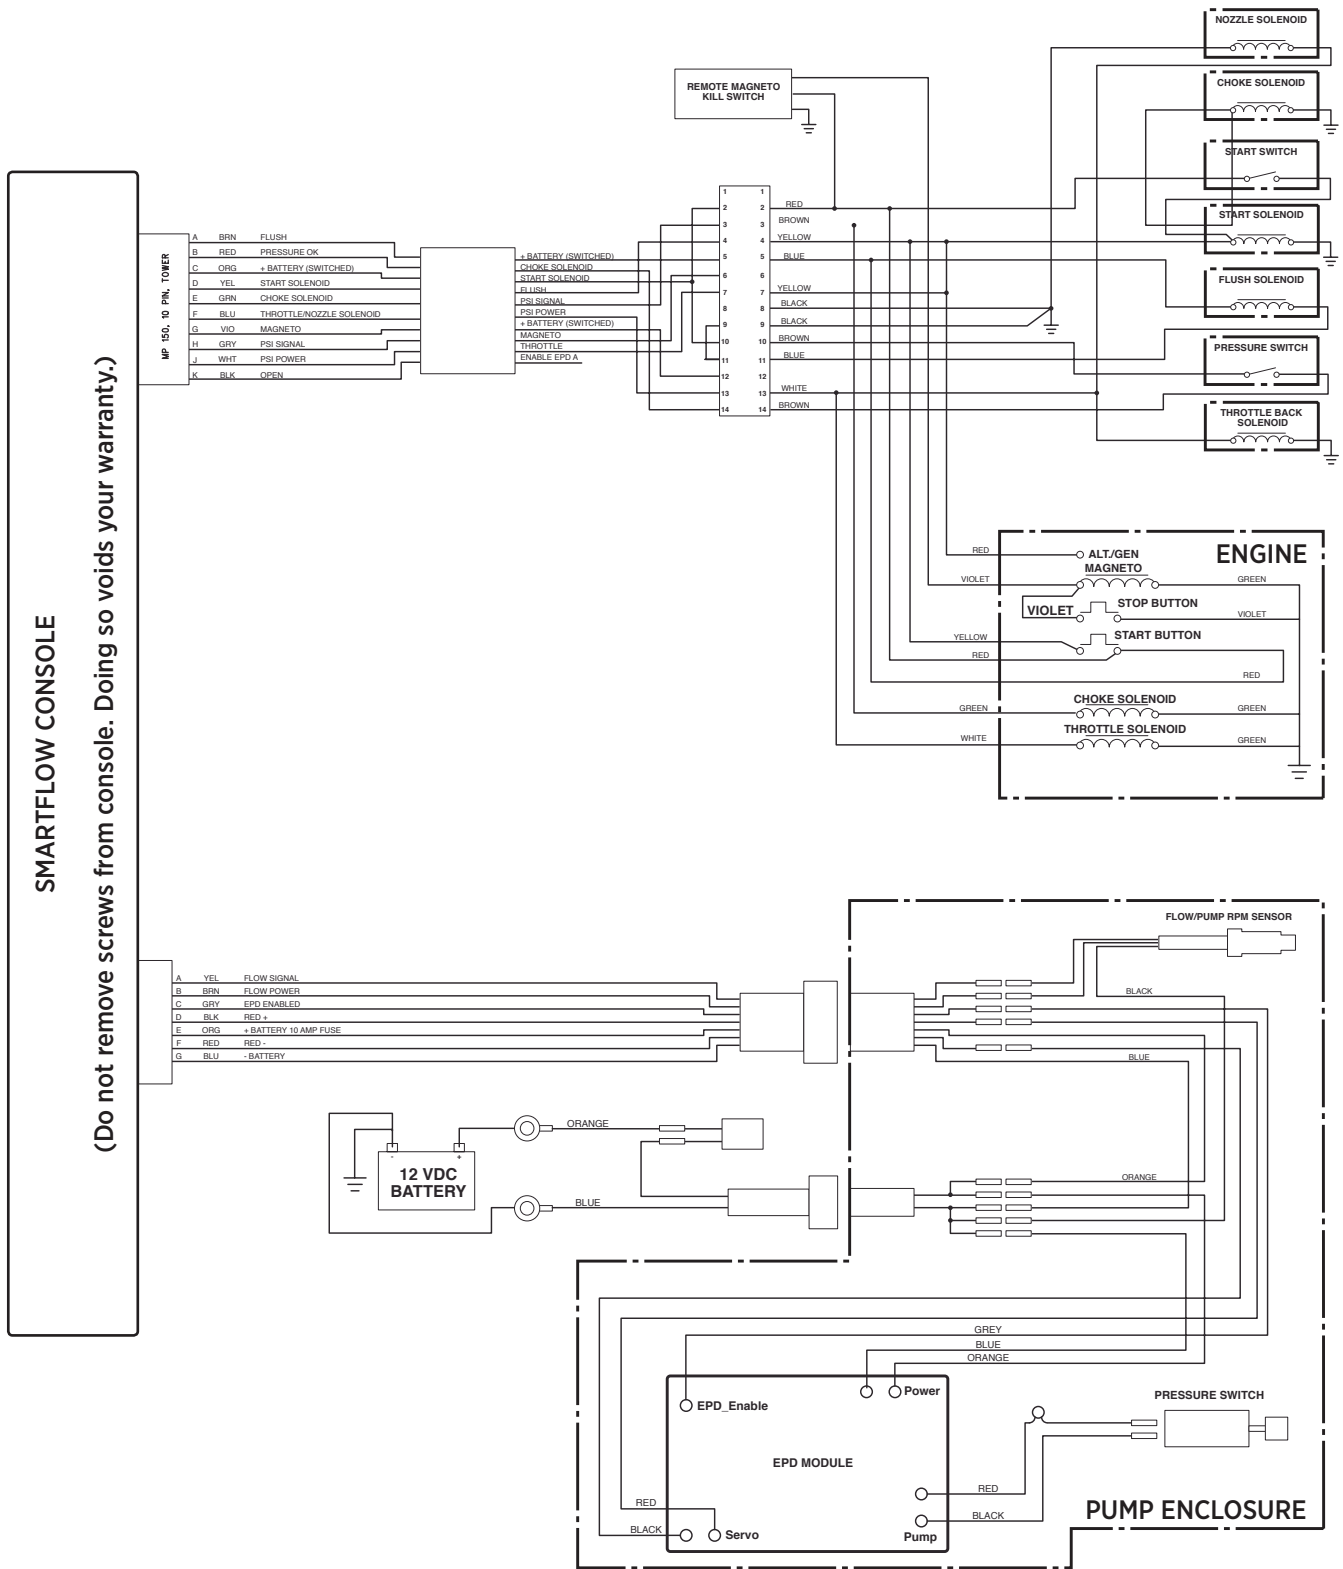 NOZZLE SOLENOID
CHOKE SOLENOID
START SWITCH
START SOLENOID
FLUSH SOLENOID
PRESSURE SWITCH
THROTTLE BACK
SOLENOID
REMOTE MAGNETO
KILL SWITCH
SMARTFLOW CONSOLE
(Do not remove screws from console. Doing so voids your warranty.)
MP 150, 10 PIN, TOWER
A BRN FLUSH
B RED PRESSURE OK
C ORG + BATTERY (SWITCHED)
D YEL START SOLENOID
E GRN CHOKE SOLENOID
F BLU THROTTLE/NOZZLE SOLENOID
G VIO MAGNETO
H GRY PSI SIGNAL
J WHT PSI POWER
K BLK OPEN
+ BATTERY (SWITCHED)
CHOKE SOLENOID
START SOLENOID
FLUSH
PSI SIGNAL
PSI POWER
+ BATTERY (SWITCHED)
MAGNETO
THROTTLE
ENABLE EPD A
1 1
2 2 RED
3 3 BROWN
4 4 YELLOW
5 5 BLUE
6 6
7 7 YELLOW
8 8 BLACK
9 9 BLACK
10 10 BROWN
11 11 BLUE
12 12
13 13 WHITE
14 14 BROWN
ENGINE
RED ALT./GEN
MAGNETO
VIOLET GREEN
VIOLET STOP BUTTON
VIOLET
YELLOW START BUTTON
RED
RED
CHOKE SOLENOID
GREEN GREEN
THROTTLE SOLENOID
WHITE GREEN
FLOW/PUMP RPM SENSOR
A YEL FLOW SIGNAL
B BRN FLOW POWER
C GRY EPD ENABLED
D BLK RED +
E ORG + BATTERY 10 AMP FUSE
F RED RED -
G BLU - BATTERY
BLACK
BLUE
ORANGE
- +
12 VDC
BATTERY
BLUE
ORANGE
GREY
BLUE
ORANGE
EPD_Enable
Power
PRESSURE SWITCH
EPD MODULE
RED
RED
BLACK
BLACK
Servo
Pump
PUMP ENCLOSURE